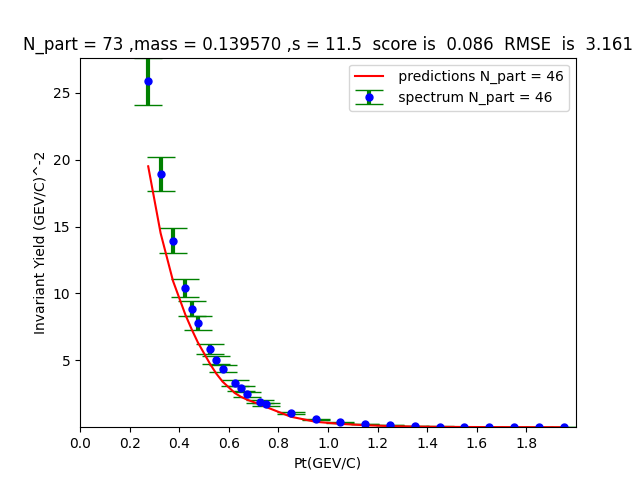 N_part = 73 ,mass = 0.139570 ,s = 11.5  score is  0.086  RMSE  is  3.161
predictions N_part = 46
spectrum N_part = 46
Invariant Yield (GEV/C)^-2
25
20
15
10
5
0.0 0.2 0.4 0.6 0.8 1.0 1.2 1.4 1.6 1.8
Pt(GEV/C)